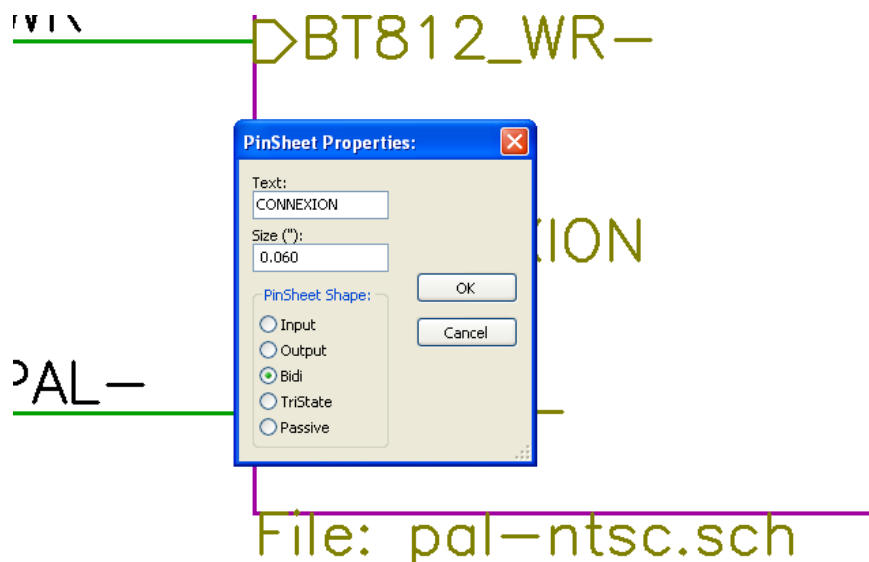 BT812_WR-
PinSheet Properties:
Text:
CONNEXION
XION
Size ("):
0.060
PinSheet Shape:
OK
Input
Cancel
Output
Bidi
PAL-
TriState
Passive
File: pal-ntsc.sch